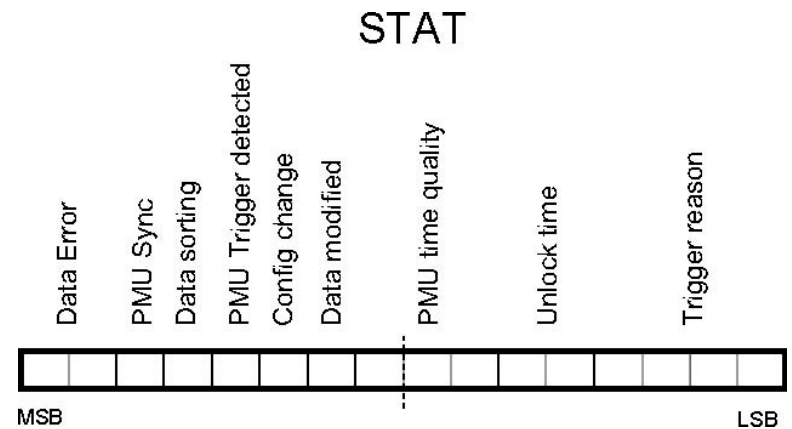 STAT
Data Error
PMU Sync
Data sorting
PMU Trigger detected
Config change
Data modified
PMU time quality
Unlock time
Trigger reason
MSB
LSB